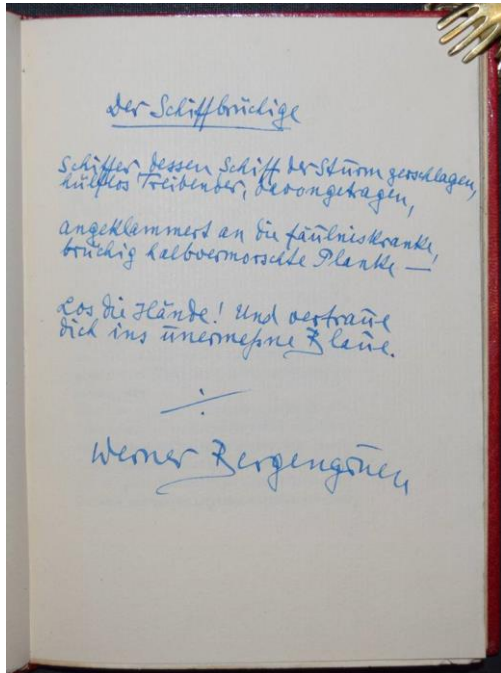 Der Schiffbrüchige
Schiffer, dessen Schiff der Sturm zerschlagen,
hülflos Treibender, davongetragen,
angeklammert an die fäulniskranke,
brüchig halbvermorschte Planke —
Los die Hände! Und vertraue
dich ins unermeßne Blaue.
Werner Bergengruen